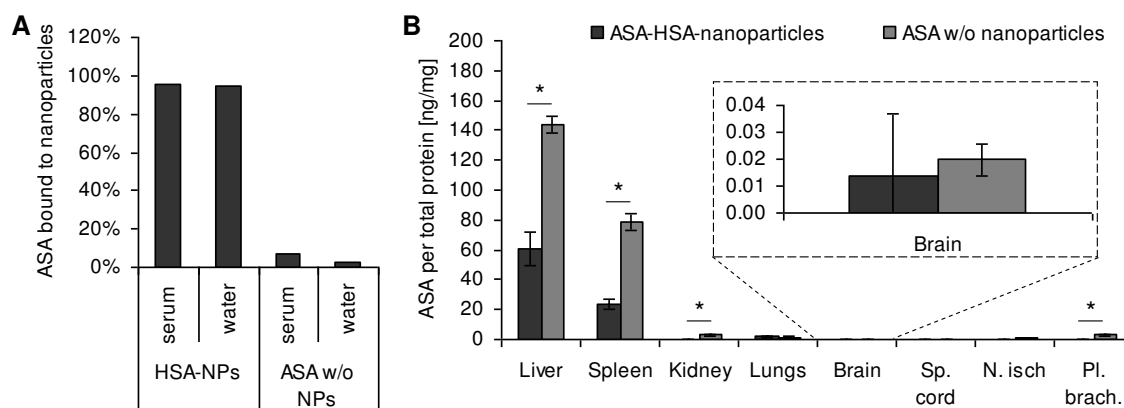 A
ASA bound to nanoparticles
120%
100%
80%
60%
40%
20%
0%
serum
water
serum
water
HSA-NPs
ASA w/o
NPs
B
ASA per total protein [ng/mg]
200
180
160
140
120
100
80
60
40
20
0
ASA-HSA-nanoparticles
ASA w/o nanoparticles
*
*
*
*
0.04
0.03
0.02
0.01
0.00
Brain
Liver
Spleen
Kidney
Lungs
Brain
Sp.
cord
N. isch
Pl.
brach.